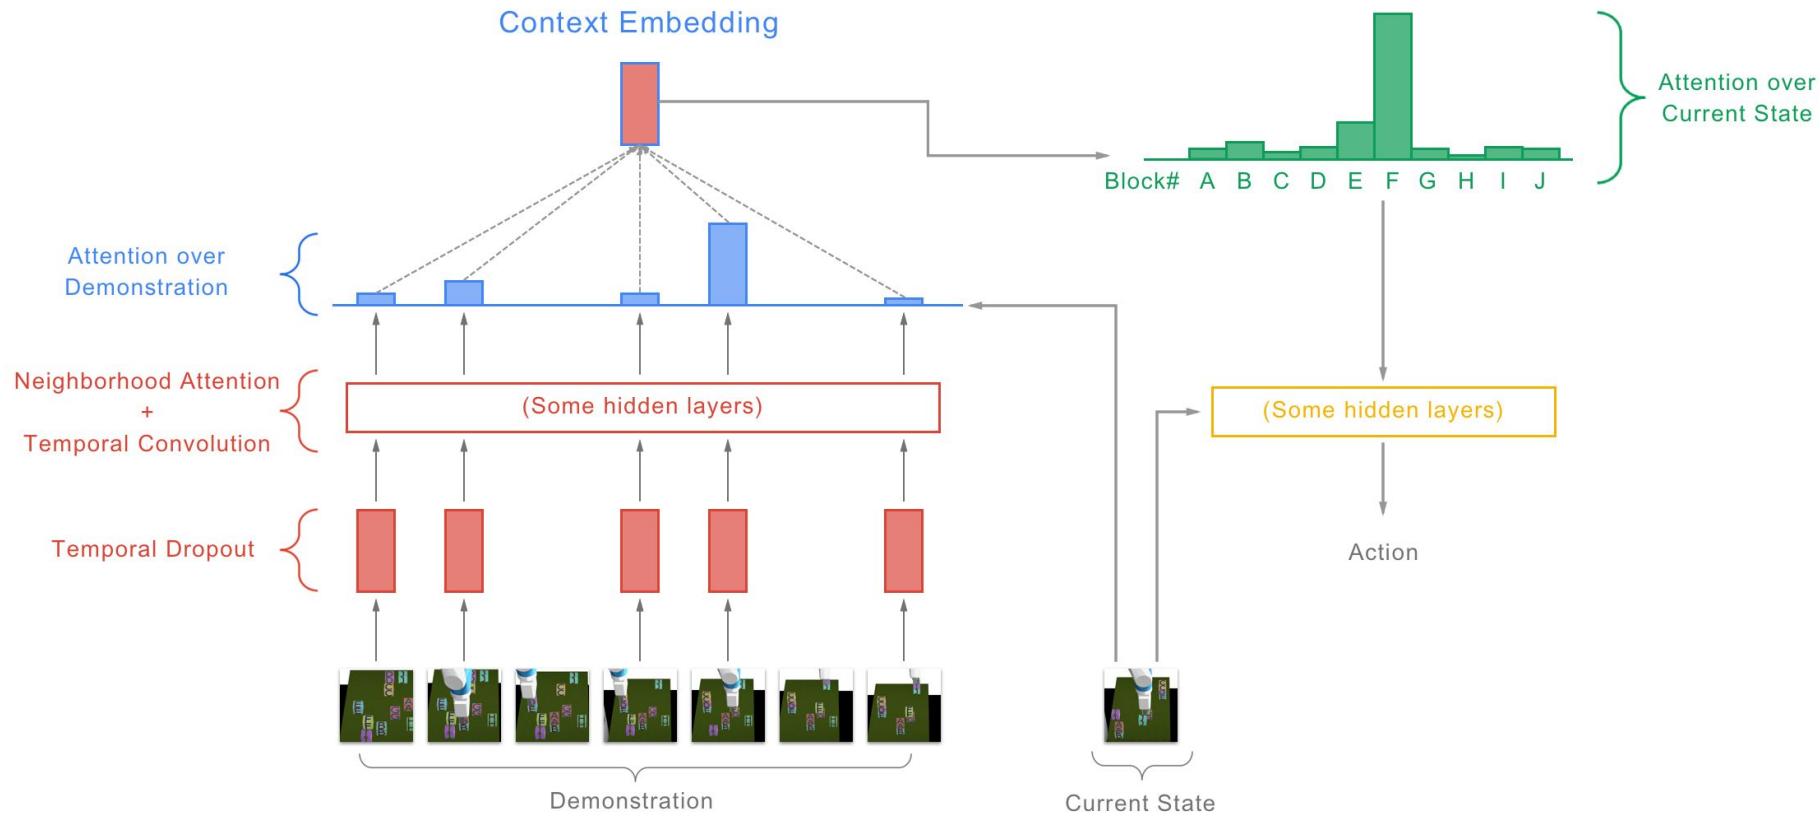 Context Embedding
Attention over
Current State
Block# A B C D E F G H I J
Attention over
Demonstration
Neighborhood Attention
+
Temporal Convolution
(Some hidden layers)
(Some hidden layers)
Temporal Dropout
Action
Demonstration
Current State